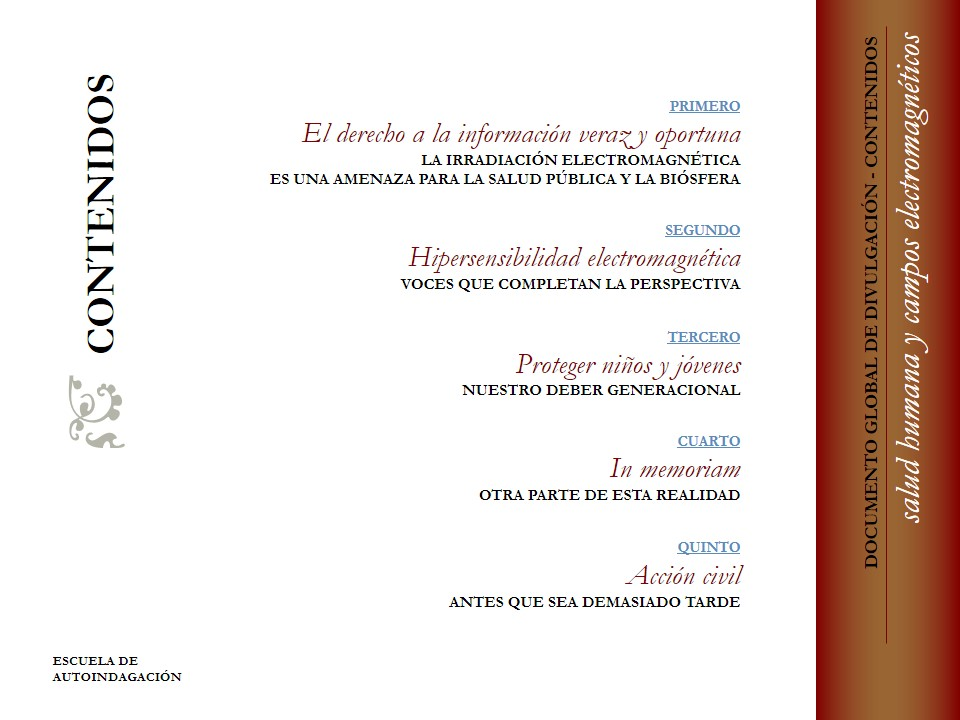 CONTENIDOS
PRIMERO
El derecho a la información veraz y oportuna
LA IRRADIACIÓN ELECTROMAGNÉTICA
ES UNA AMENAZA PARA LA SALUD PÚBLICA Y LA BIÓSFERA
SEGUNDO
Hipersensibilidad electromagnética
VOCES QUE COMPLETAN LA PERSPECTIVA
TERCERO
Proteger niños y jóvenes
NUESTRO DEBER GENERACIONAL
CUARTO
In memoriam
OTRA PARTE DE ESTA REALIDAD
QUINTO
Acción civil
ANTES QUE SEA DEMASIADO TARDE
ESCUELA DE
AUTOINDAGACIÓN
DOCUMENTO GLOBAL DE DIVULGACIÓN - CONTENIDOS
salud humana y campos electromagnéticos